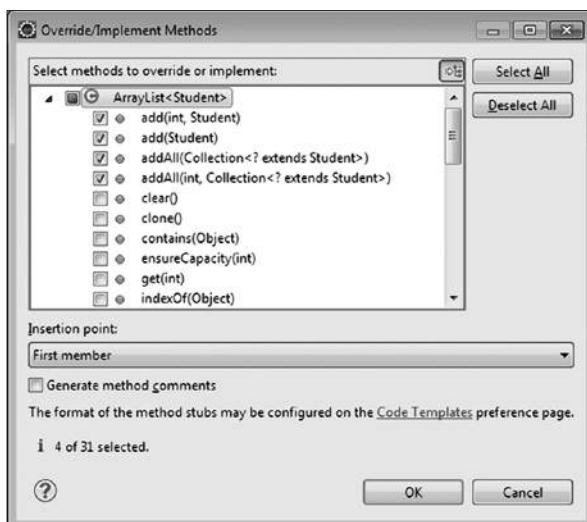 Override/Implement Methods
Select methods to override or implement:
Select All
Deselect All
ArrayList<Student>
add(int, Student)
add(Student)
addAll(Collection<? extends Student>)
addAll(int, Collection<? extends Student>)
clear()
clone()
contains(Object)
ensureCapacity(int)
get(int)
indexOf(Object)
Insertion point:
First member
Generate method comments
The format of the method stubs may be configured on the Code Templates preference page.
i 4 of 31 selected.
?
OK
Cancel